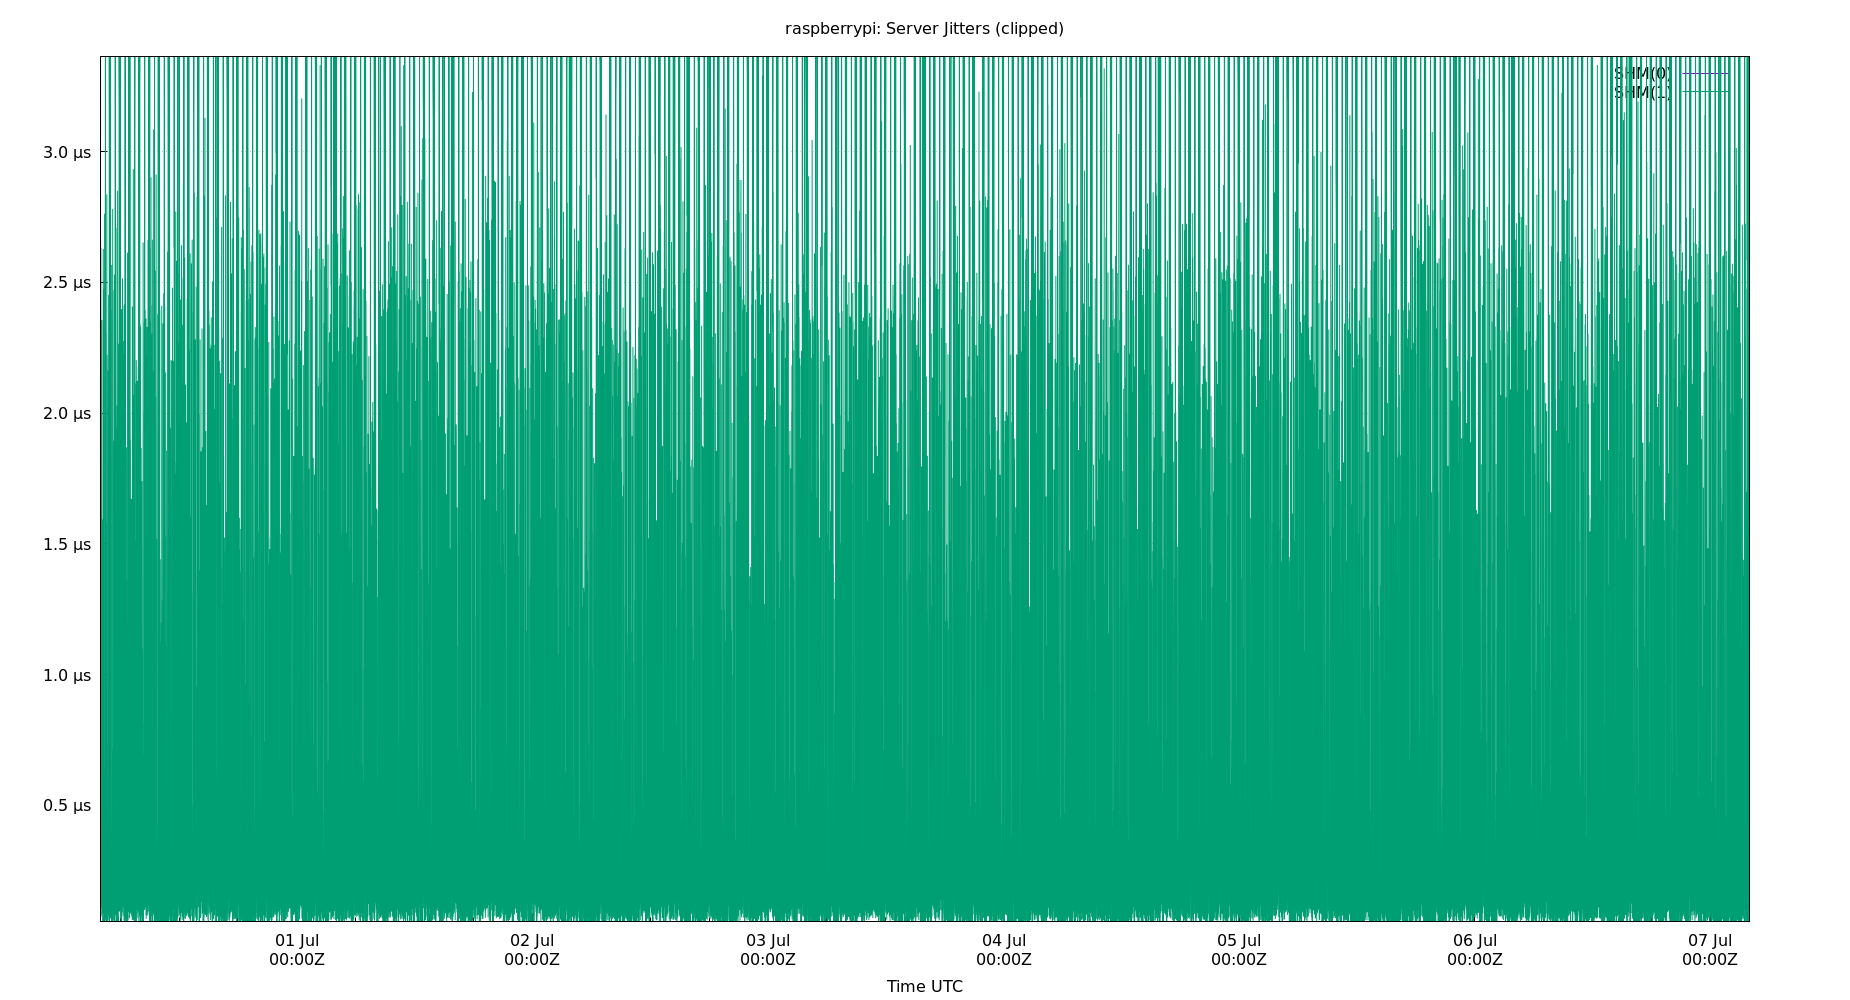 raspberrypi: Server Jitters (clipped)
SHM(0)
SHM(1)
3.0 µs
2.5 µs
2.0 µs
1.5 µs
1.0 µs
0.5 µs
01 Jul 02 Jul 03 Jul 04 Jul 05 Jul 06 Jul 07 Jul
00:00Z 00:00Z 00:00Z 00:00Z 00:00Z 00:00Z 00:00Z
Time UTC